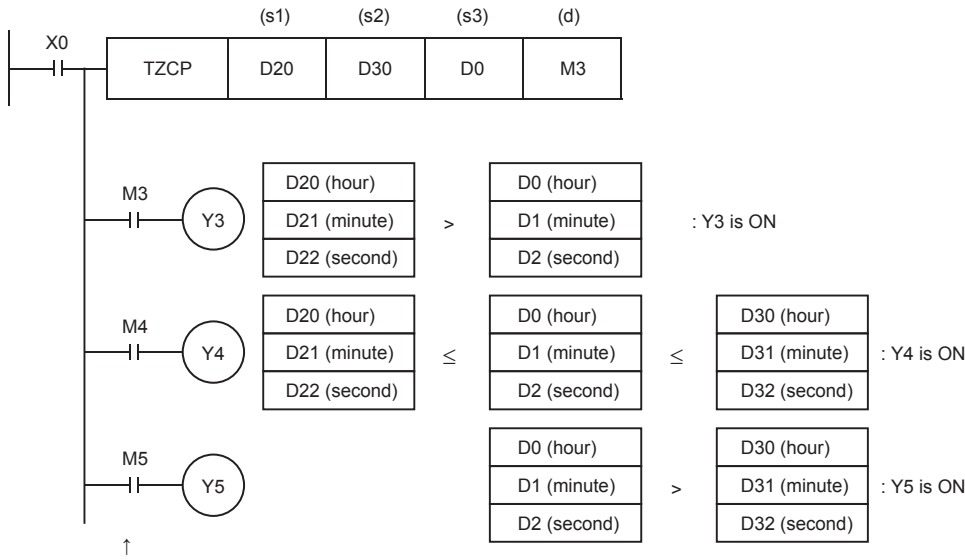 (s1) (s2) (s3) (d)
X0
TZCP D20 D30 D0 M3
M3
Y3
D20 (hour)
D21 (minute)
D22 (second)
>
D0 (hour)
D1 (minute)
D2 (second)
: Y3 is ON
M4
Y4
D20 (hour)
D21 (minute)
D22 (second)
≤
D0 (hour)
D1 (minute)
D2 (second)
≤
D30 (hour)
D31 (minute)
D32 (second)
: Y4 is ON
M5
Y5
D0 (hour)
D1 (minute)
D2 (second)
>
D30 (hour)
D31 (minute)
D32 (second)
: Y5 is ON
↑